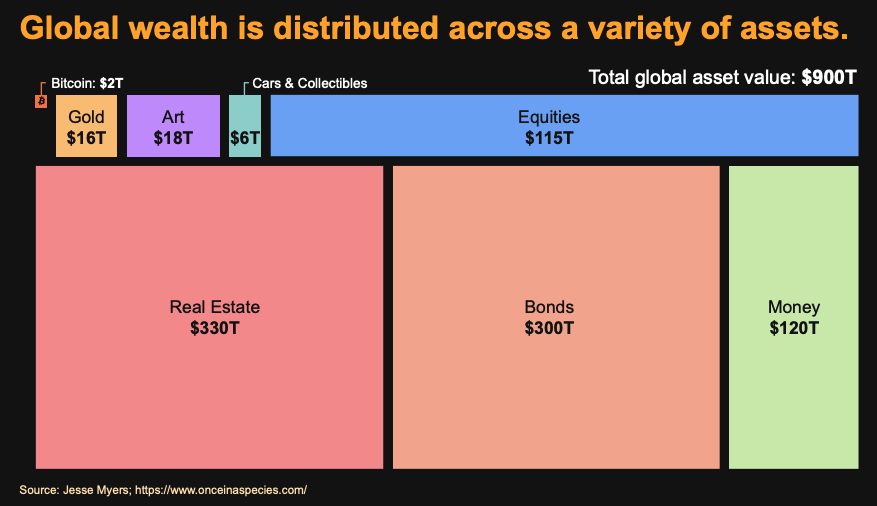 Global wealth is distributed across a variety of assets.
Total global asset value: $900T
Bitcoin: $2T
Cars & Collectibles
₿
Gold
$16T
Art
$18T
$6T
Equities
$115T
Real Estate
$330T
Bonds
$300T
Money
$120T
Source: Jesse Myers; https://www.onceinaspecies.com/